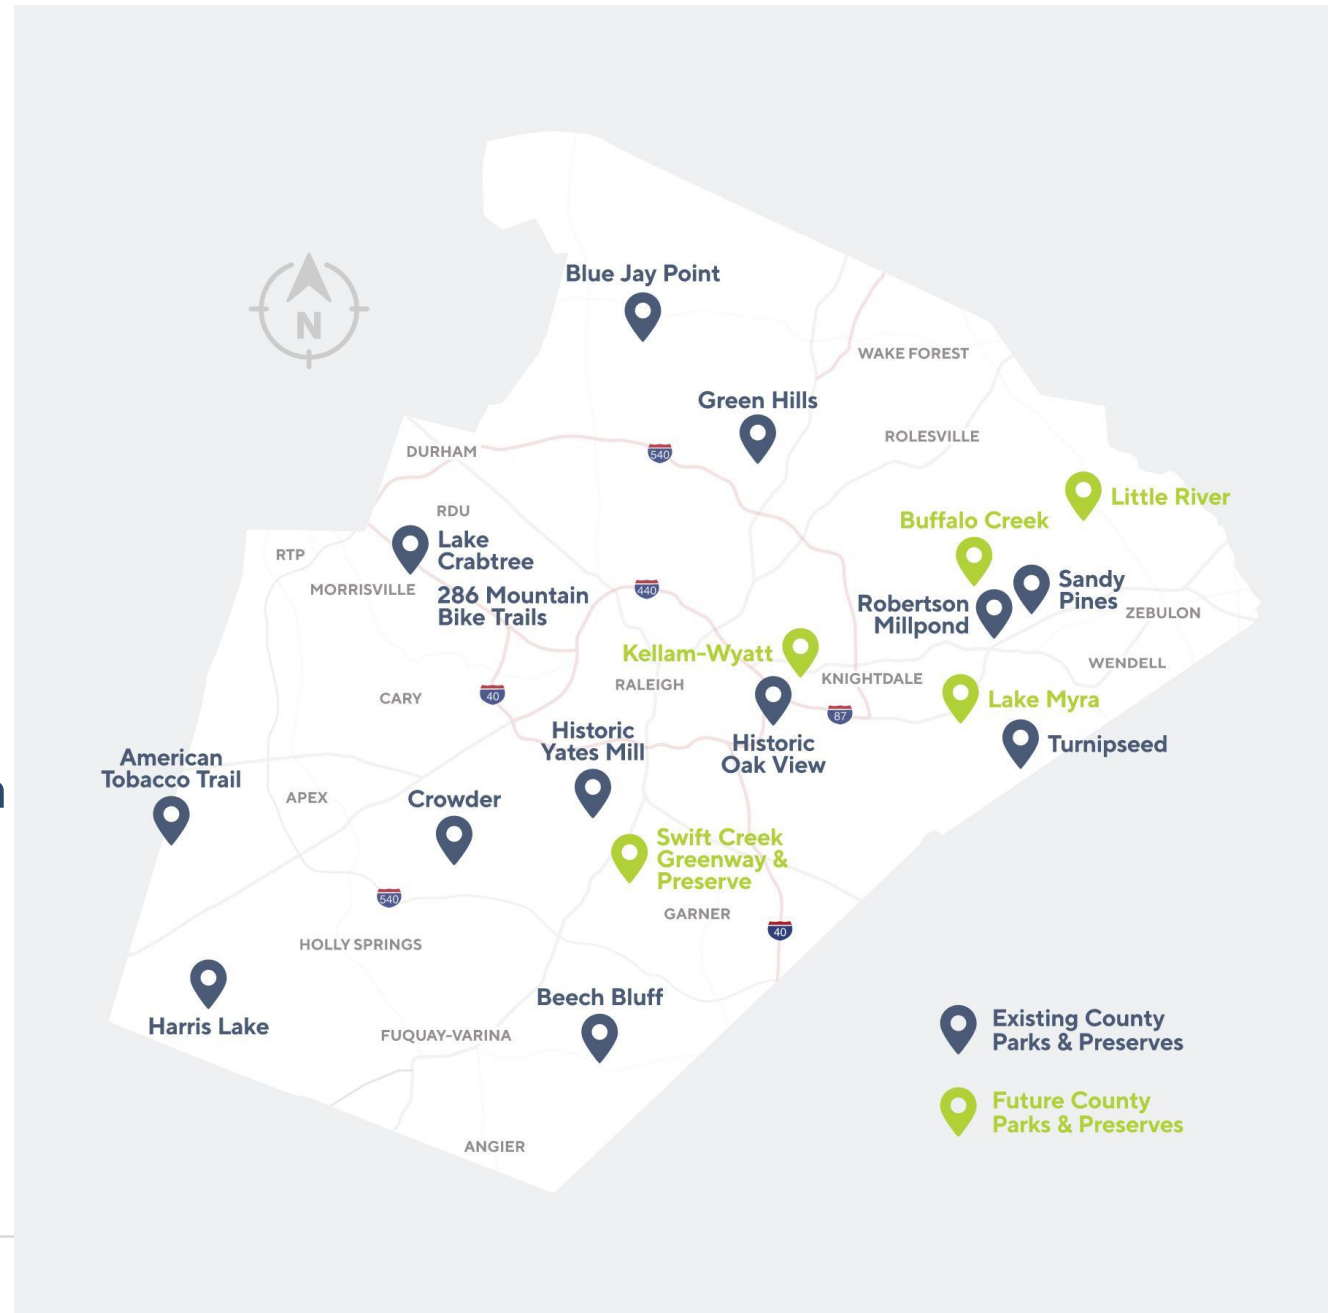 Blue Jay Point
N
WAKE FOREST
Green Hills
ROLESVILLE
DURHAM
540
Little River
RDU
Buffalo Creek
Lake
Crabtree
RTP
286 Mountain
Bike Trails
MORRISVILLE
440
Sandy
Pines
Robertson
Millpond
ZEBULON
Kellam-Wyatt
WENDELL
KNIGHTDALE
RALEIGH
CARY
40
Lake Myra
87
Historic
Yates Mill
Historic
Oak View
Turnipseed
American
Tobacco Trail
APEX
Crowder
Swift Creek
Greenway &
Preserve
540
GARNER
40
HOLLY SPRINGS
Harris Lake
Beech Bluff
FUQUAY-VARINA
ANGIER
Existing County
Parks & Preserves
Future County
Parks & Preserves